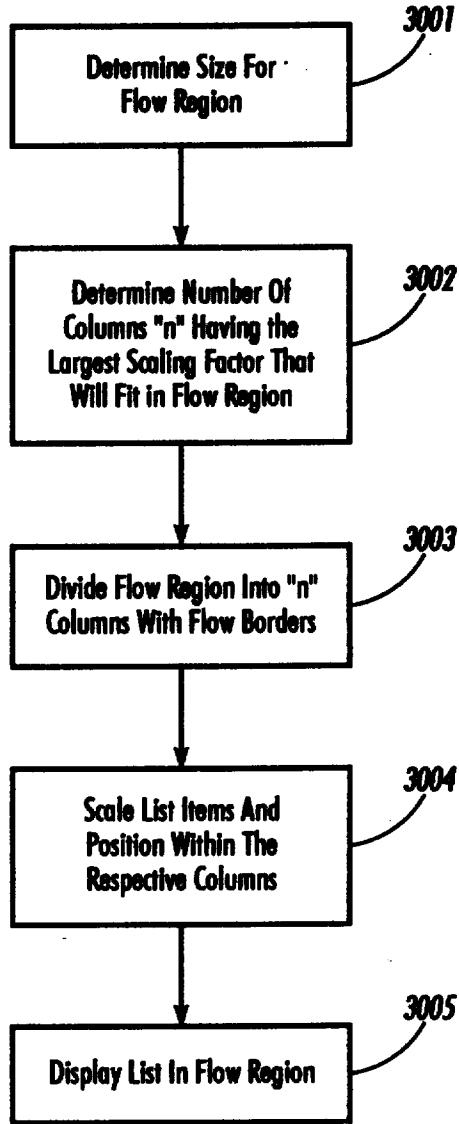 3001
Determine Size For
Flow Region
3002
Determine Number Of
Columns "n" Having the
Largest Scaling Factor That
Will Fit in Flow Region
3003
Divide Flow Region Into "n"
Columns With Flow Borders
3004
Scale List Items And
Position Within The
Respective Columns
3005
Display List In Flow Region